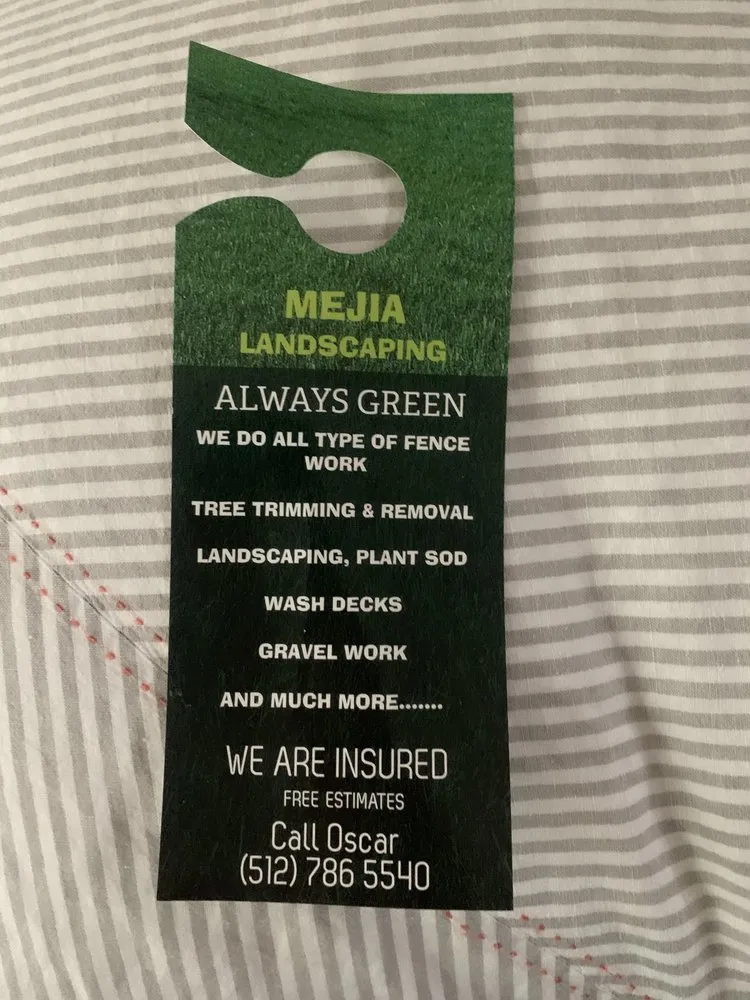 MEJIA
LANDSCAPING
ALWAYS GREEN
WE DO ALL TYPE OF FENCE
WORK
TREE TRIMMING & REMOVAL
LANDSCAPING, PLANT SOD
WASH DECKS
GRAVEL WORK
AND MUCH MORE.......
WE ARE INSURED
FREE ESTIMATES
Call Oscar
(512) 786 5540